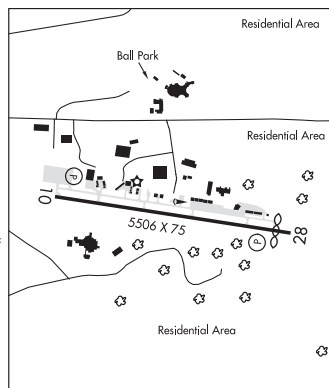 Residential Area
Ball Park
Residential Area
P
10
5506 X 75
P
28
Residential Area